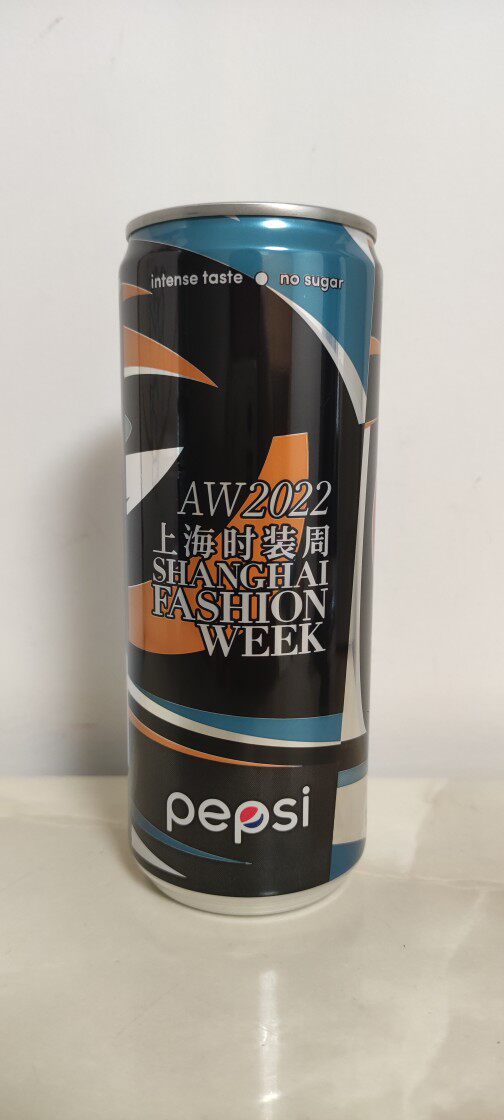 intense taste no sugar
AW2022
上海时装周
SHANGHAI
FASHION
WEEK
pepsi